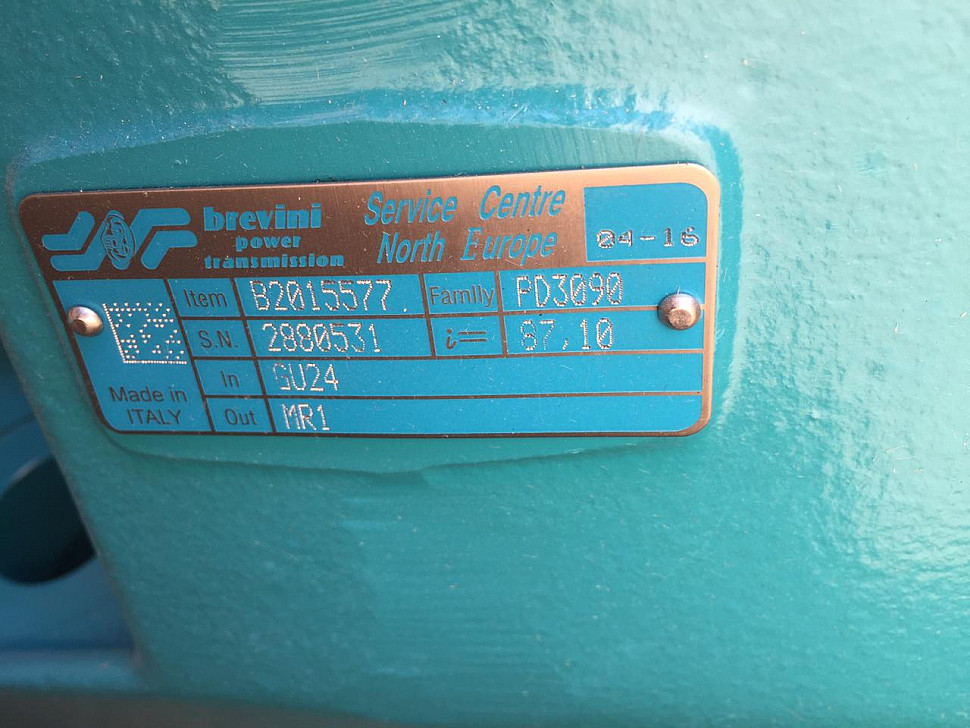 brevini
power
transmission
Service Centre
North Europe
04-16
Item B2015577 Family PD3090
S.N. 2880531 i= 87,10
In GU24
Out MR1
Made in
ITALY